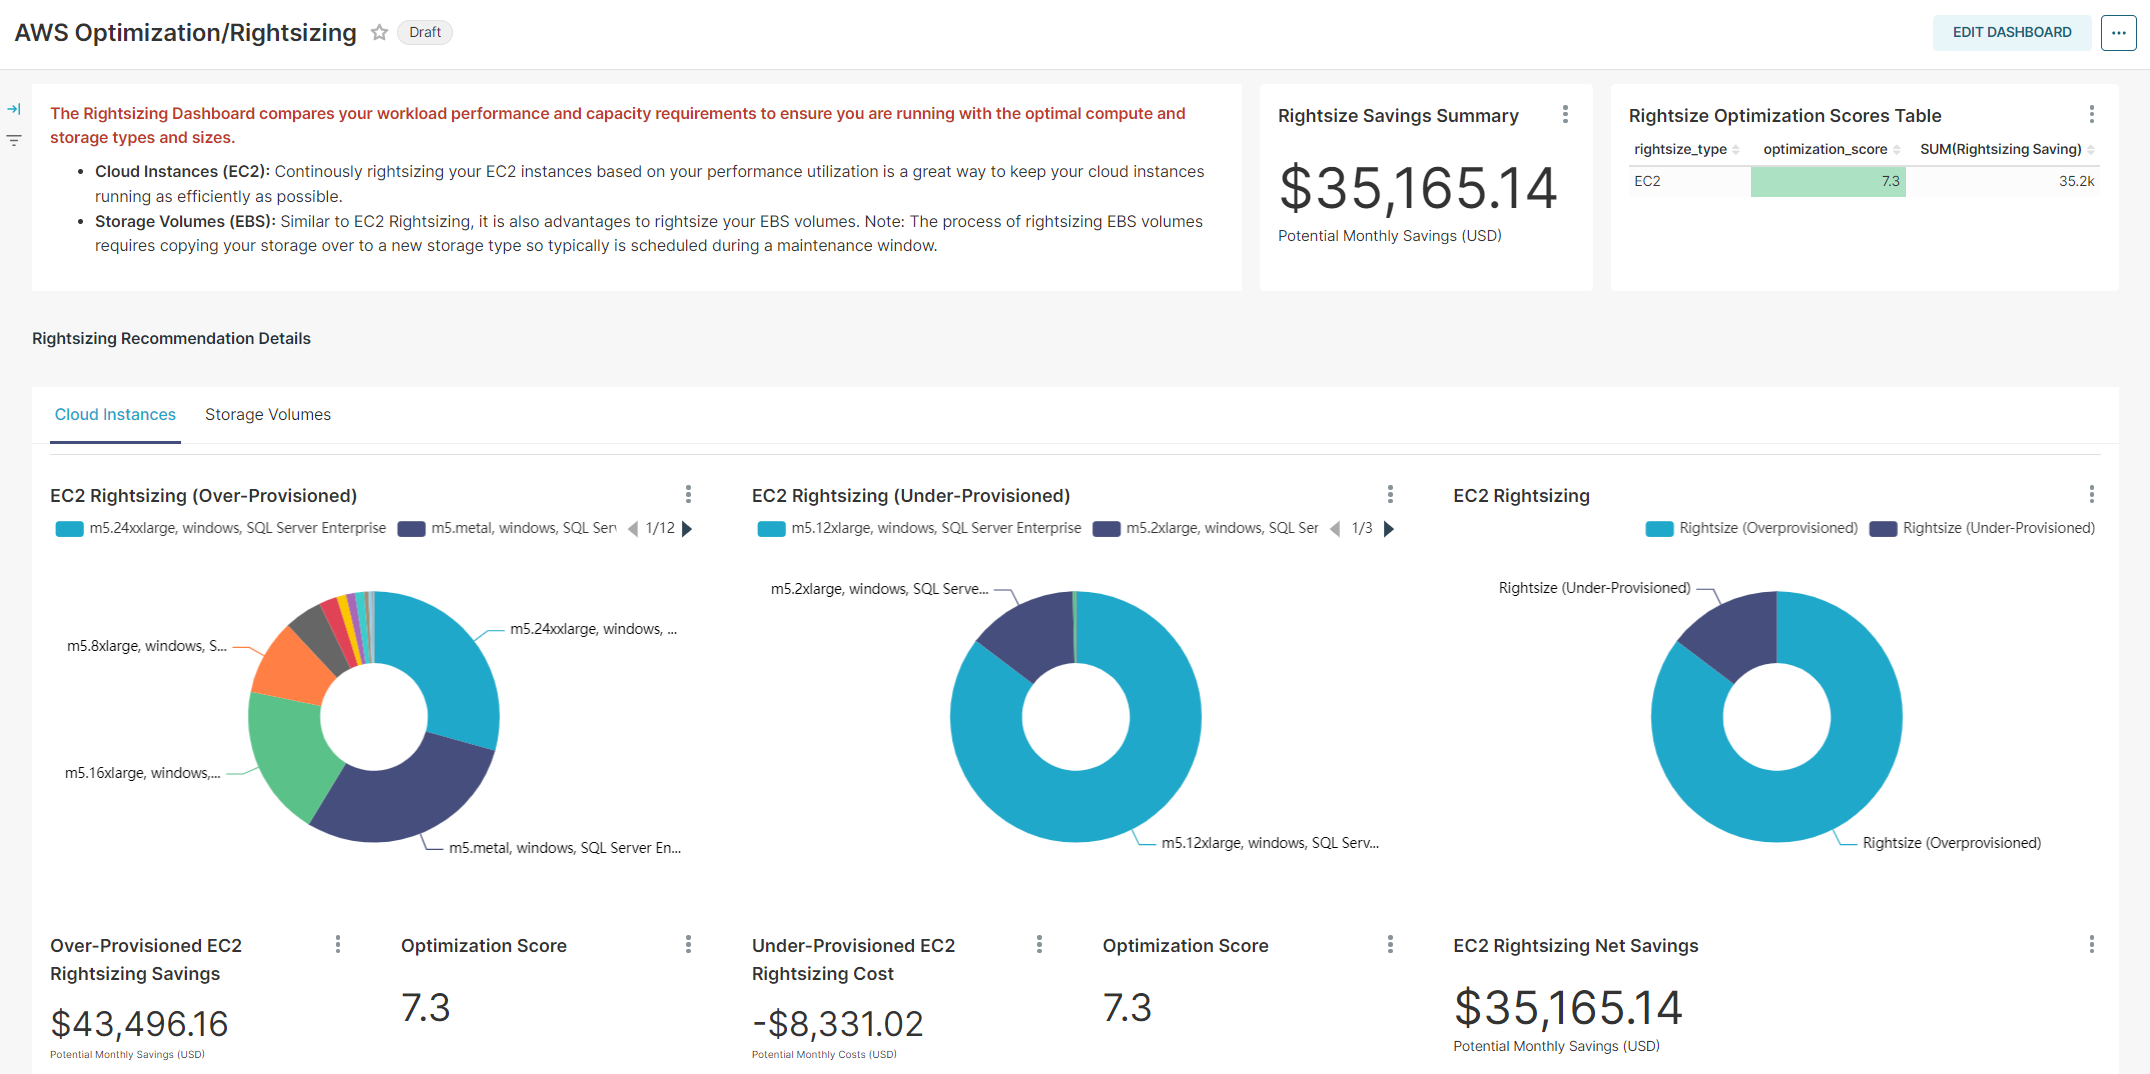 AWS Optimization/Rightsizing
Draft
EDIT DASHBOARD
The Rightsizing Dashboard compares your workload performance and capacity requirements to ensure you are running with the optimal compute and
storage types and sizes.
Cloud Instances (EC2): Continously rightsizing your EC2 instances based on your performance utilization is a great way to keep your cloud instances
running as efficiently as possible.
Storage Volumes (EBS): Similar to EC2 Rightsizing, it is also advantages to rightsize your EBS volumes. Note: The process of rightsizing EBS volumes
requires copying your storage over to a new storage type so typically is scheduled during a maintenance window.
Rightsize Savings Summary
$35,165.14
Potential Monthly Savings (USD)
Rightsize Optimization Scores Table
rightsize_type optimization_score SUM(Rightsizing Saving)
EC2 7.3 35.2k
Rightsizing Recommendation Details
Cloud Instances Storage Volumes
EC2 Rightsizing (Over-Provisioned)
m5.24xxlarge, windows, SQL Server Enterprise m5.metal, windows, SQL Ser 1/12
m5.24xxlarge, windows, ...
m5.8xlarge, windows, S...
m5.16xlarge, windows,...
m5.metal, windows, SQL Server En...
EC2 Rightsizing (Under-Provisioned)
m5.12xlarge, windows, SQL Server Enterprise m5.2xlarge, windows, SQL Ser 1/3
m5.2xlarge, windows, SQL Serve...
m5.12xlarge, windows, SQL Serv...
EC2 Rightsizing
Rightsize (Overprovisioned) Rightsize (Under-Provisioned)
Rightsize (Under-Provisioned)
Rightsize (Overprovisioned)
Over-Provisioned EC2
Rightsizing Savings
$43,496.16
Potential Monthly Savings (USD)
Optimization Score
7.3
Under-Provisioned EC2
Rightsizing Cost
-$8,331.02
Potential Monthly Costs (USD)
Optimization Score
7.3
EC2 Rightsizing Net Savings
$35,165.14
Potential Monthly Savings (USD)